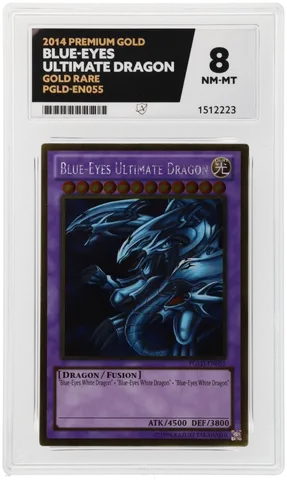 2014 PREMIUM GOLD
BLUE-EYES
ULTIMATE DRAGON
GOLD RARE
PGLD-EN055
8
NM-MT
1512223
BLUE-EYES ULTIMATE DRAGON
光
PGLD-EN055
[DRAGON/FUSION]
"Blue-Eyes White Dragon" + "Blue-Eyes White Dragon" + "Blue-Eyes White Dragon"
ATK/4500 DEF/3800